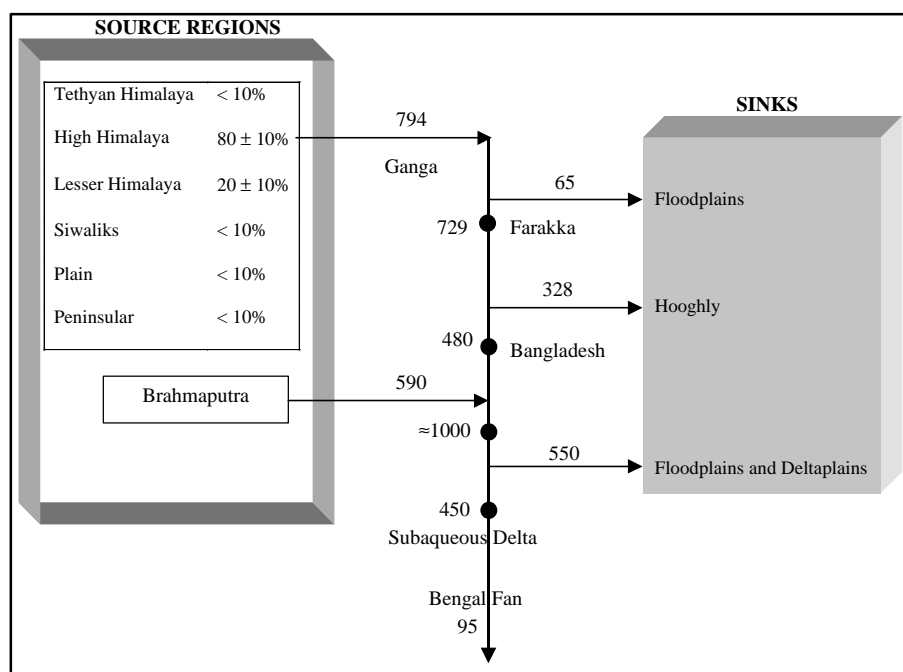 SOURCE REGIONS
Tethyan Himalaya < 10%
High Himalaya 80 ± 10%
Lesser Himalaya 20 ± 10%
Siwaliks < 10%
Plain < 10%
Peninsular < 10%
Brahmaputra
794
Ganga
65
729
Farakka
328
480
Bangladesh
590
≈1000
550
450
Subaqueous Delta
Bengal Fan
95
SINKS
Floodplains
Hooghly
Floodplains and Deltaplains